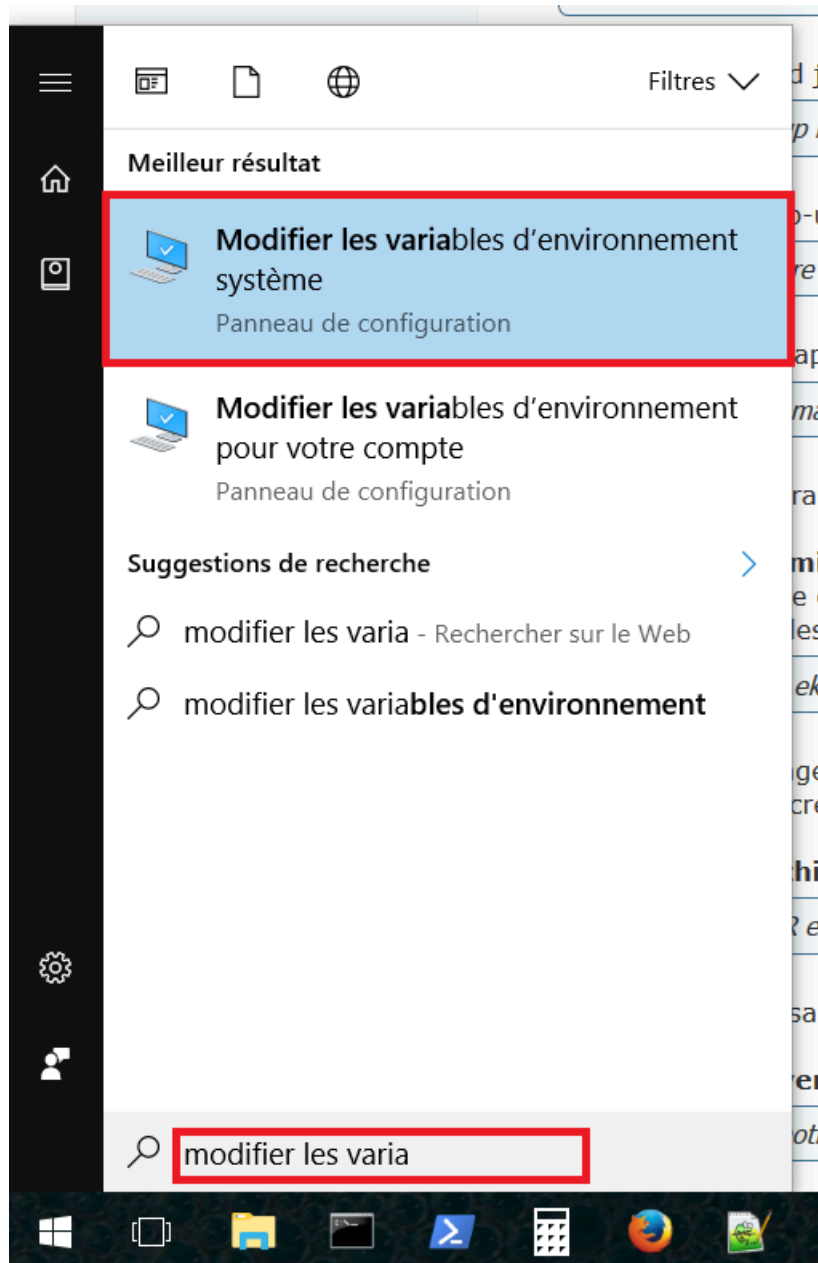 Filtres
Meilleur résultat
Modifier les variables d’environnement
système
Panneau de configuration
Modifier les variables d’environnement
pour votre compte
Panneau de configuration
Suggestions de recherche
modifier les varia - Rechercher sur le Web
modifier les variables d'environnement
modifier les varia